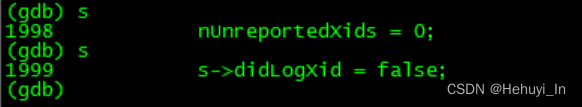 (gdb) s
1998            nUnreportedXids = 0;
(gdb) s
1999            s->didLogXid = false;
(gdb)
CSDN @Hehuyi_In